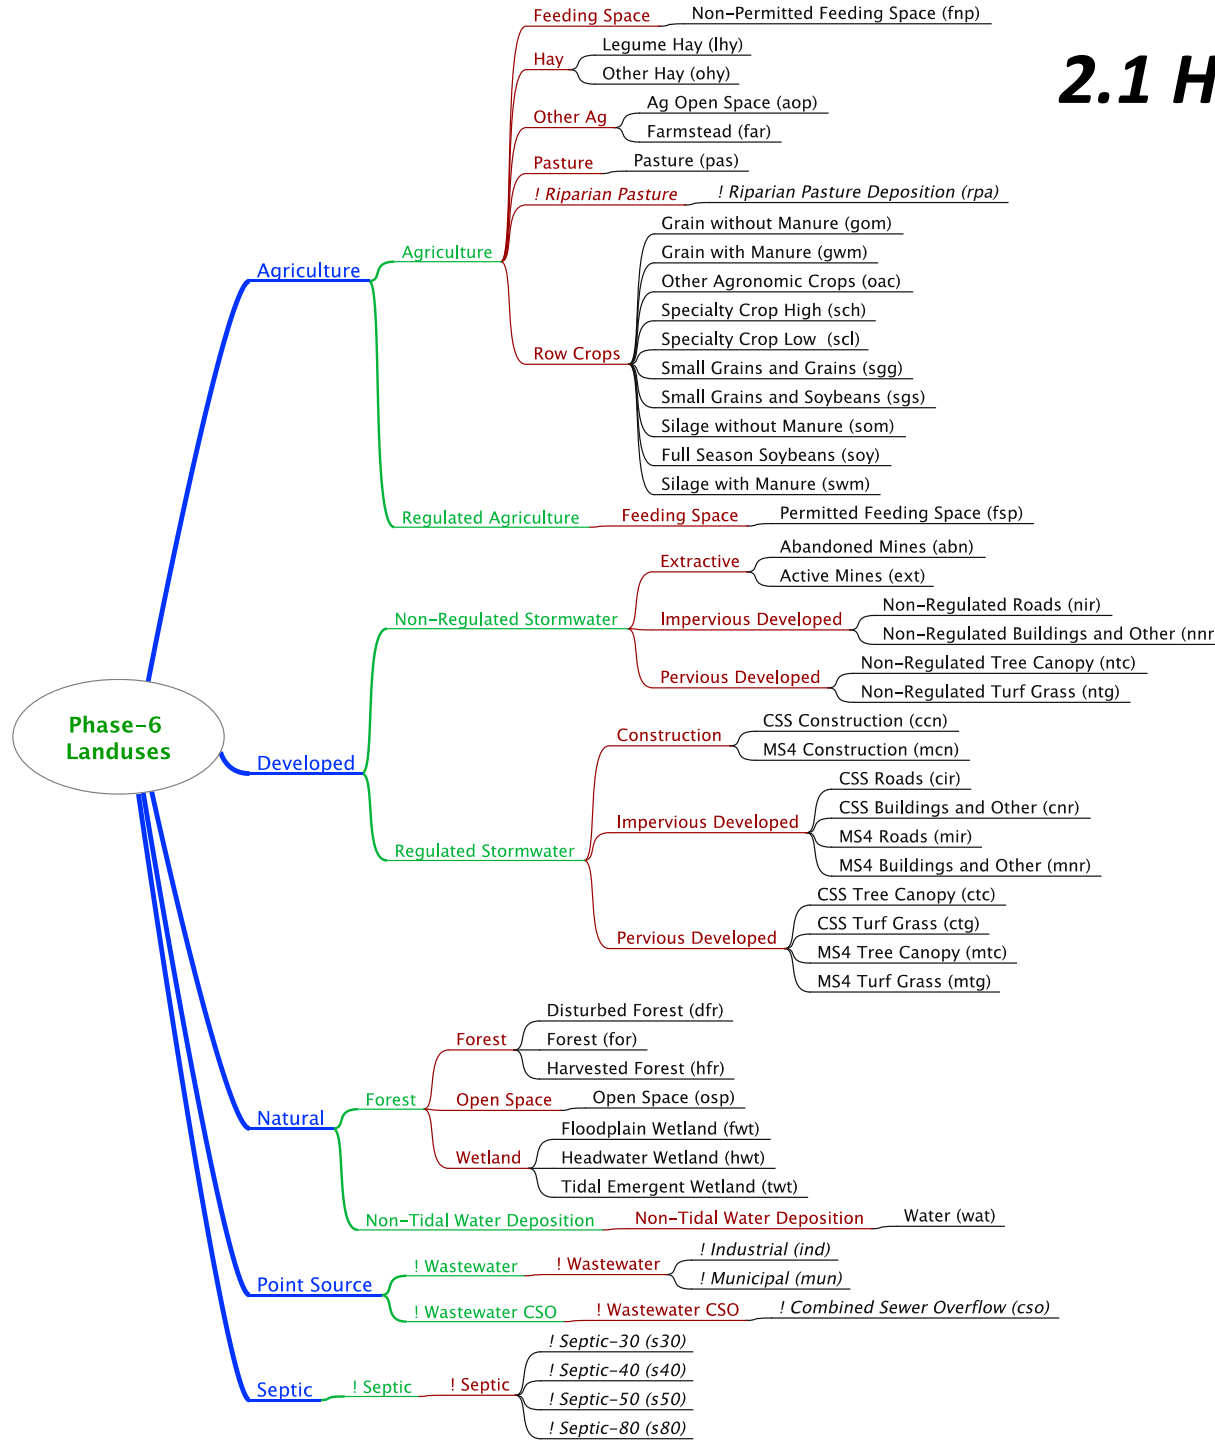 2.1 H
Phase-6
Landuses
Agriculture
Agriculture
Feeding Space
Non-Permitted Feeding Space (fnp)
Hay
Legume Hay (lhy)
Other Hay (ohy)
Other Ag
Ag Open Space (aop)
Farmstead (far)
Pasture
Pasture (pas)
! Riparian Pasture
! Riparian Pasture Deposition (rpa)
Row Crops
Grain without Manure (gom)
Grain with Manure (gwm)
Other Agronomic Crops (oac)
Specialty Crop High (sch)
Specialty Crop Low  (scl)
Small Grains and Grains (sgg)
Small Grains and Soybeans (sgs)
Silage without Manure (som)
Full Season Soybeans (soy)
Silage with Manure (swm)
Regulated Agriculture
Feeding Space
Permitted Feeding Space (fsp)
Developed
Non-Regulated Stormwater
Extractive
Abandoned Mines (abn)
Active Mines (ext)
Impervious Developed
Non-Regulated Roads (nir)
Non-Regulated Buildings and Other (nnr
Pervious Developed
Non-Regulated Tree Canopy (ntc)
Non-Regulated Turf Grass (ntg)
Regulated Stormwater
Construction
CSS Construction (ccn)
MS4 Construction (mcn)
Impervious Developed
CSS Roads (cir)
CSS Buildings and Other (cnr)
MS4 Roads (mir)
MS4 Buildings and Other (mnr)
Pervious Developed
CSS Tree Canopy (ctc)
CSS Turf Grass (ctg)
MS4 Tree Canopy (mtc)
MS4 Turf Grass (mtg)
Natural
Forest
Forest
Disturbed Forest (dfr)
Forest (for)
Harvested Forest (hfr)
Open Space
Open Space (osp)
Wetland
Floodplain Wetland (fwt)
Headwater Wetland (hwt)
Tidal Emergent Wetland (twt)
Non-Tidal Water Deposition
Non-Tidal Water Deposition
Water (wat)
Point Source
! Wastewater
! Wastewater
! Industrial (ind)
! Municipal (mun)
! Wastewater CSO
! Wastewater CSO
! Combined Sewer Overflow (cso)
Septic
! Septic
! Septic
! Septic-30 (s30)
! Septic-40 (s40)
! Septic-50 (s50)
! Septic-80 (s80)